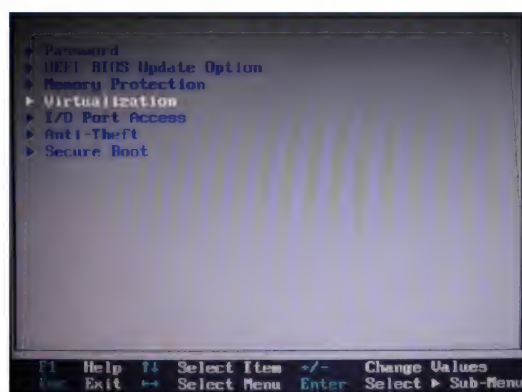 ▶ Password
▶ UEFI BIOS Update Option
▶ Memory Protection
▶ Virtualization
▶ I/O Port Access
▶ Anti-Theft
▶ Secure Boot
F1 Help ↑↓ Select Item +/- Change Values
Esc Exit ↔ Select Menu Enter Select ▶ Sub-Menu